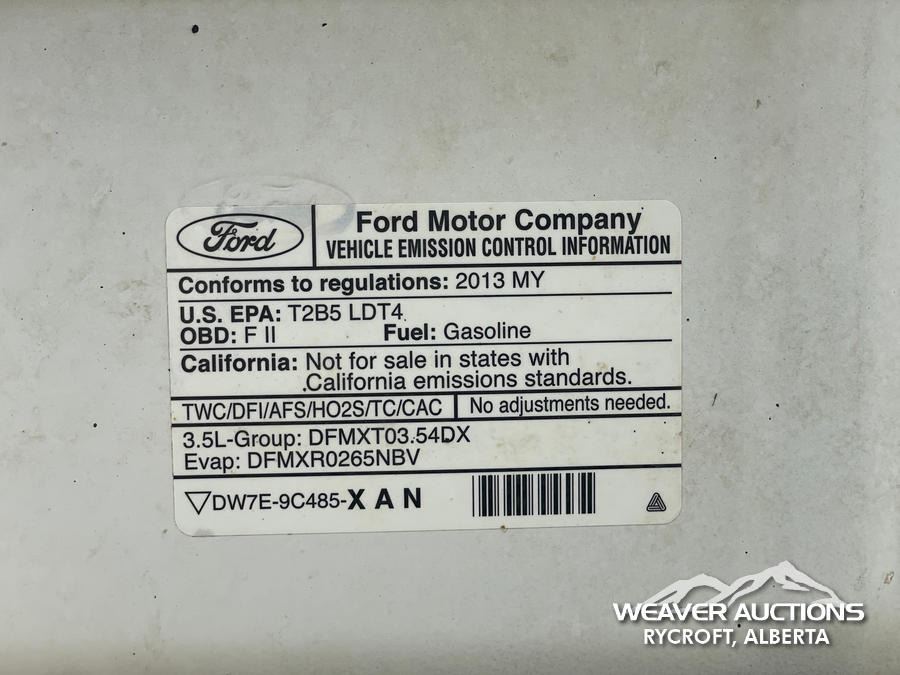 Ford
Ford Motor Company
VEHICLE EMISSION CONTROL INFORMATION
Conforms to regulations: 2013 MY
U.S. EPA: T2B5 LDT4
OBD: F II Fuel: Gasoline
California: Not for sale in states with
California emissions standards.
TWC/DFI/AFS/HO2S/TC/CAC No adjustments needed.
3.5L-Group: DFMXT03.54DX
Evap: DFMXR0265NBV
DW7E-9C485-XAN
WEAVER AUCTIONS
RYCROFT, ALBERTA